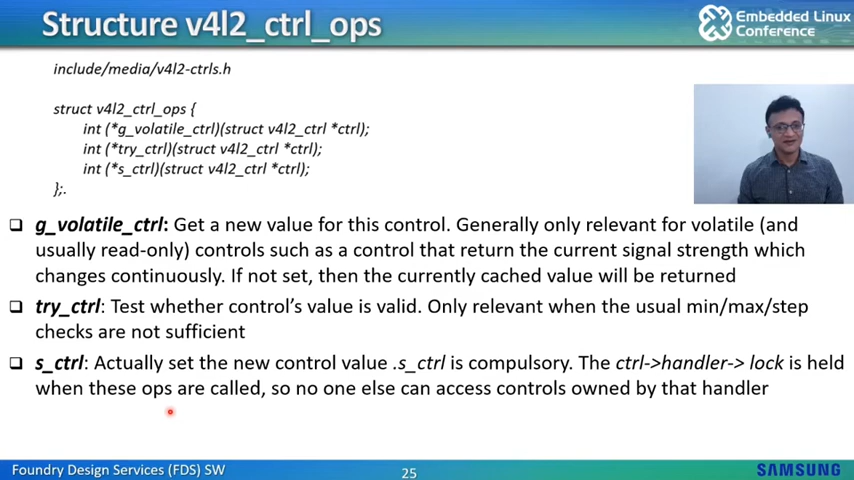 Structure v4l2_ctrl_ops
Embedded Linux
Conference
include/media/v4l2-ctrls.h
struct v4l2_ctrl_ops {
int (*g_volatile_ctrl)(struct v4l2_ctrl *ctrl);
int (*try_ctrl)(struct v4l2_ctrl *ctrl);
int (*s_ctrl)(struct v4l2_ctrl *ctrl);
};.
❑ g_volatile_ctrl: Get a new value for this control. Generally only relevant for volatile (and
usually read-only) controls such as a control that return the current signal strength which
changes continuously. If not set, then the currently cached value will be returned
❑ try_ctrl: Test whether control’s value is valid. Only relevant when the usual min/max/step
checks are not sufficient
❑ s_ctrl: Actually set the new control value .s_ctrl is compulsory. The ctrl->handler-> lock is held
when these ops are called, so no one else can access controls owned by that handler
Foundry Design Services (FDS) SW
25
SAMSUNG